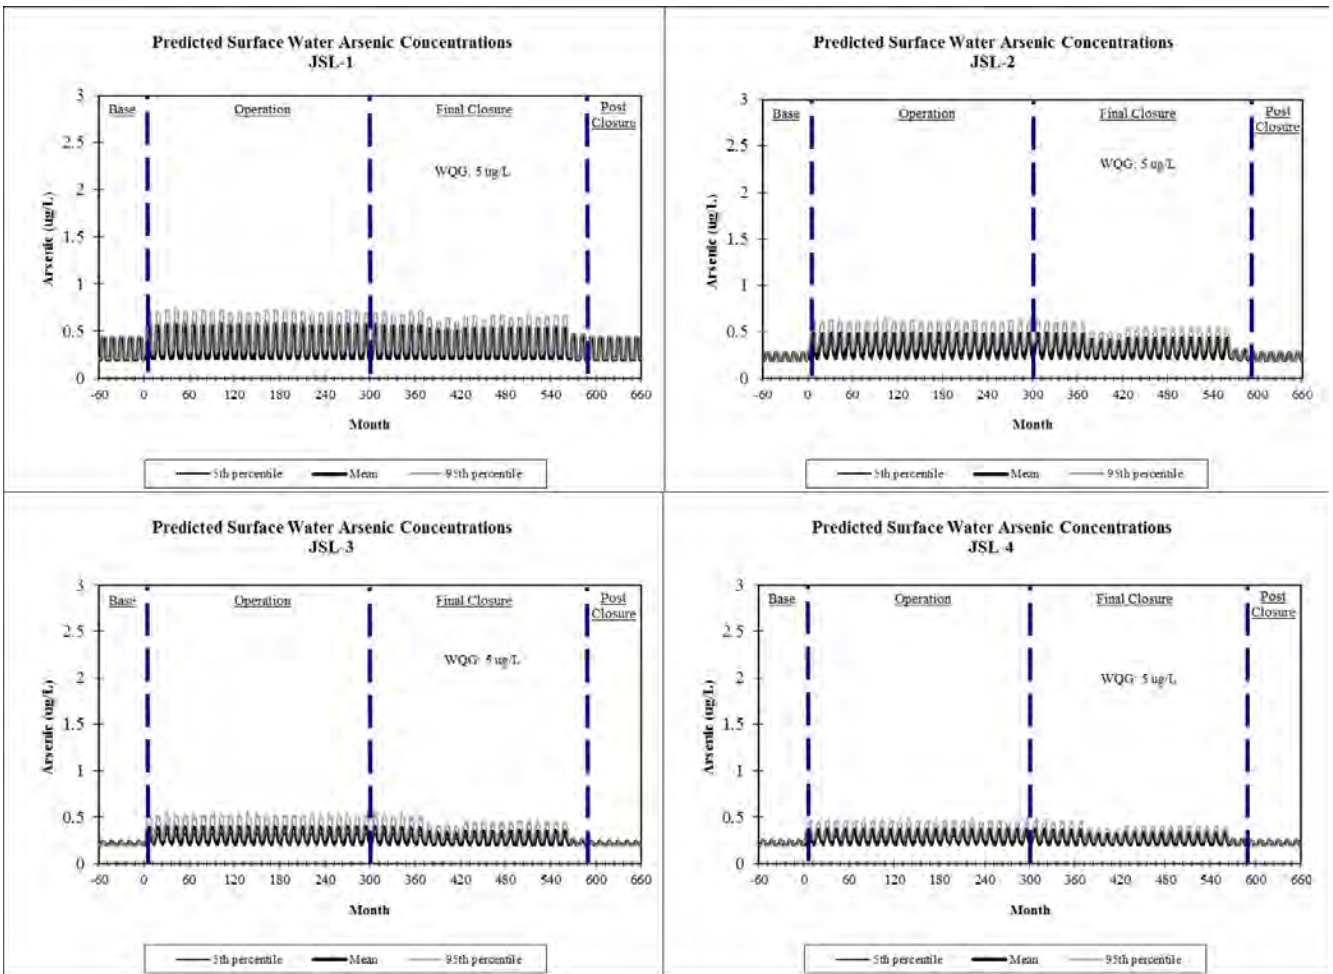 Predicted Surface Water Arsenic Concentrations
JSL-1
Arsenic (ug/L)
3
2.5
2
1.5
1
0.5
0
Base
Operation
Final Closure
Post
Closure
WQG: 5 ug/L
-60 0 60 120 180 240 300 360 420 480 540 600 660
Month
5th percentile Mean 95th percentile
Predicted Surface Water Arsenic Concentrations
JSL-2
Arsenic (ug/L)
3
2.5
2
1.5
1
0.5
0
Base
Operation
Final Closure
Post
Closure
WQG: 5 ug/L
-60 0 60 120 180 240 300 360 420 480 540 600 660
Month
5th percentile Mean 95th percentile
Predicted Surface Water Arsenic Concentrations
JSL-3
Arsenic (ug/L)
3
2.5
2
1.5
1
0.5
0
Base
Operation
Final Closure
Post
Closure
WQG: 5 ug/L
-60 0 60 120 180 240 300 360 420 480 540 600 660
Month
5th percentile Mean 95th percentile
Predicted Surface Water Arsenic Concentrations
JSL-4
Arsenic (ug/L)
3
2.5
2
1.5
1
0.5
0
Base
Operation
Final Closure
Post
Closure
WQG: 5 ug/L
-60 0 60 120 180 240 300 360 420 480 540 600 660
Month
5th percentile Mean 95th percentile